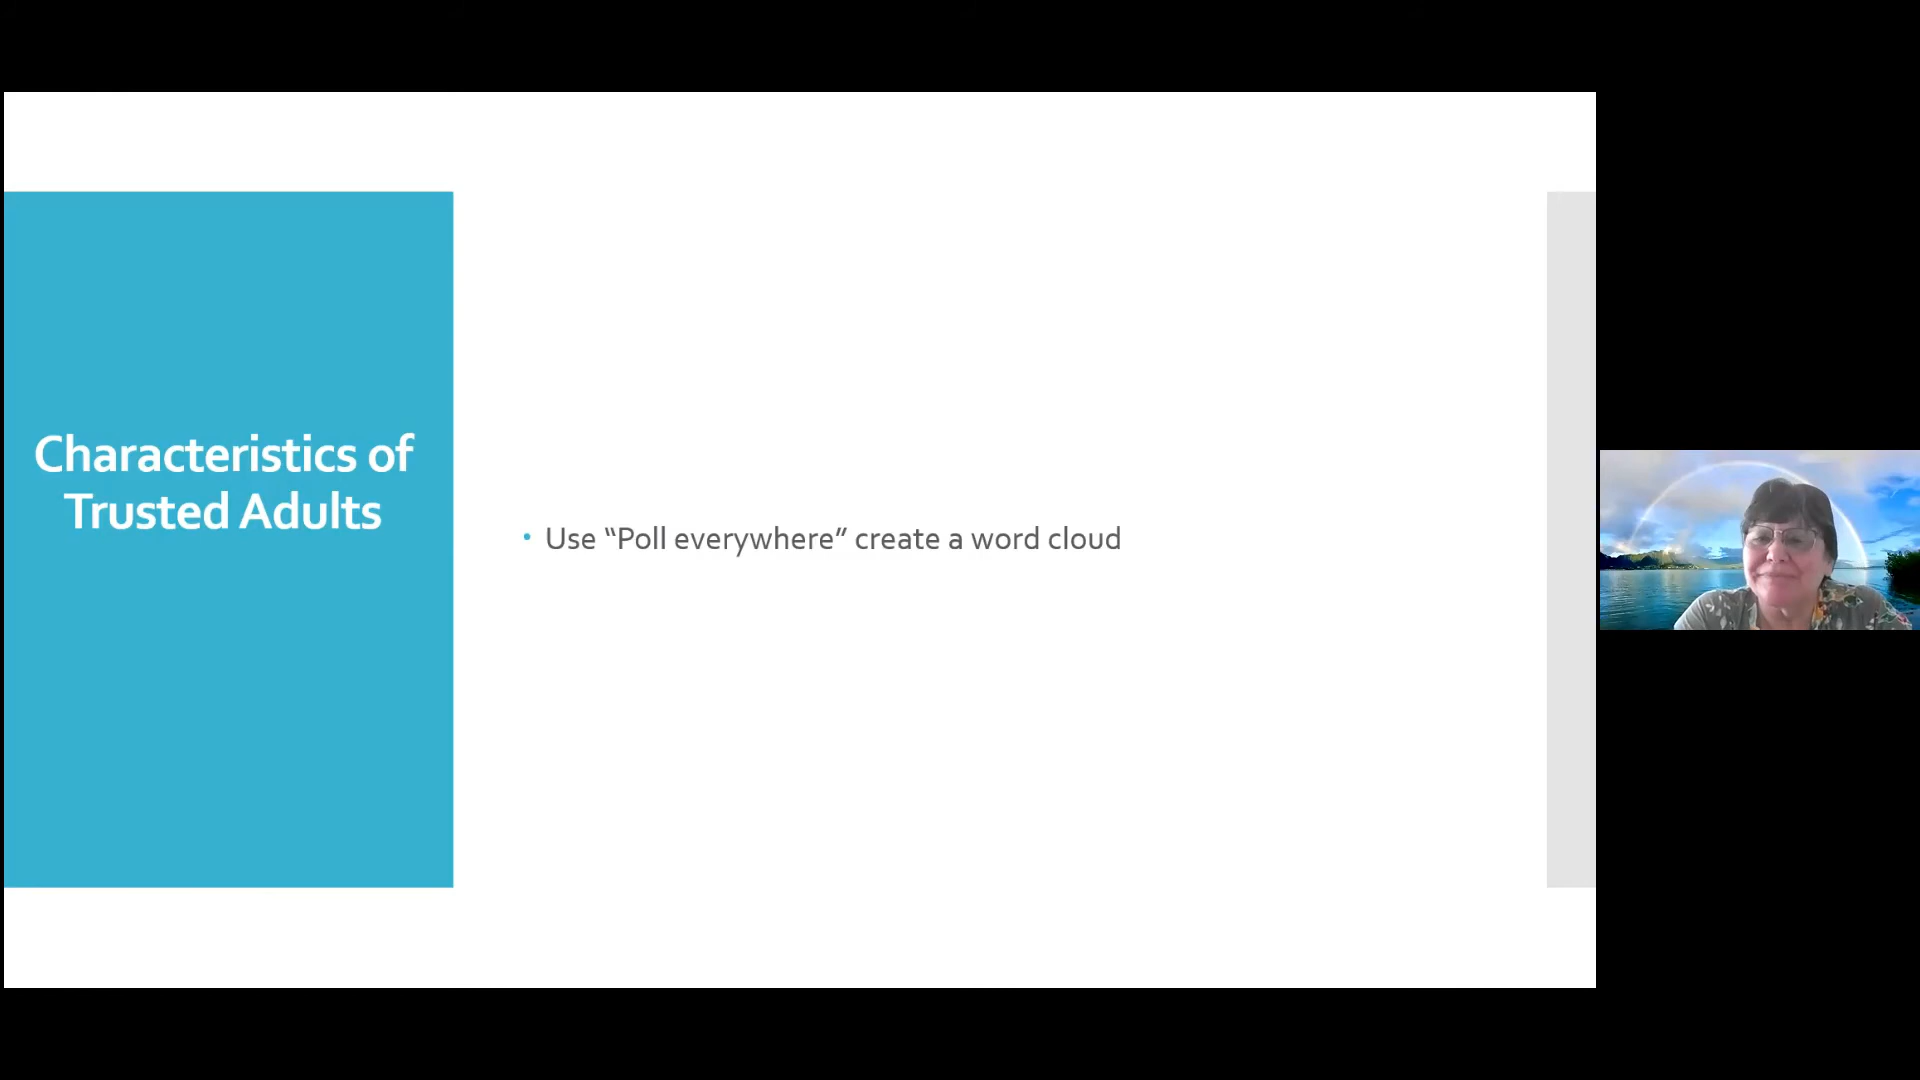 Characteristics of
Trusted Adults
• Use “Poll everywhere” create a word cloud